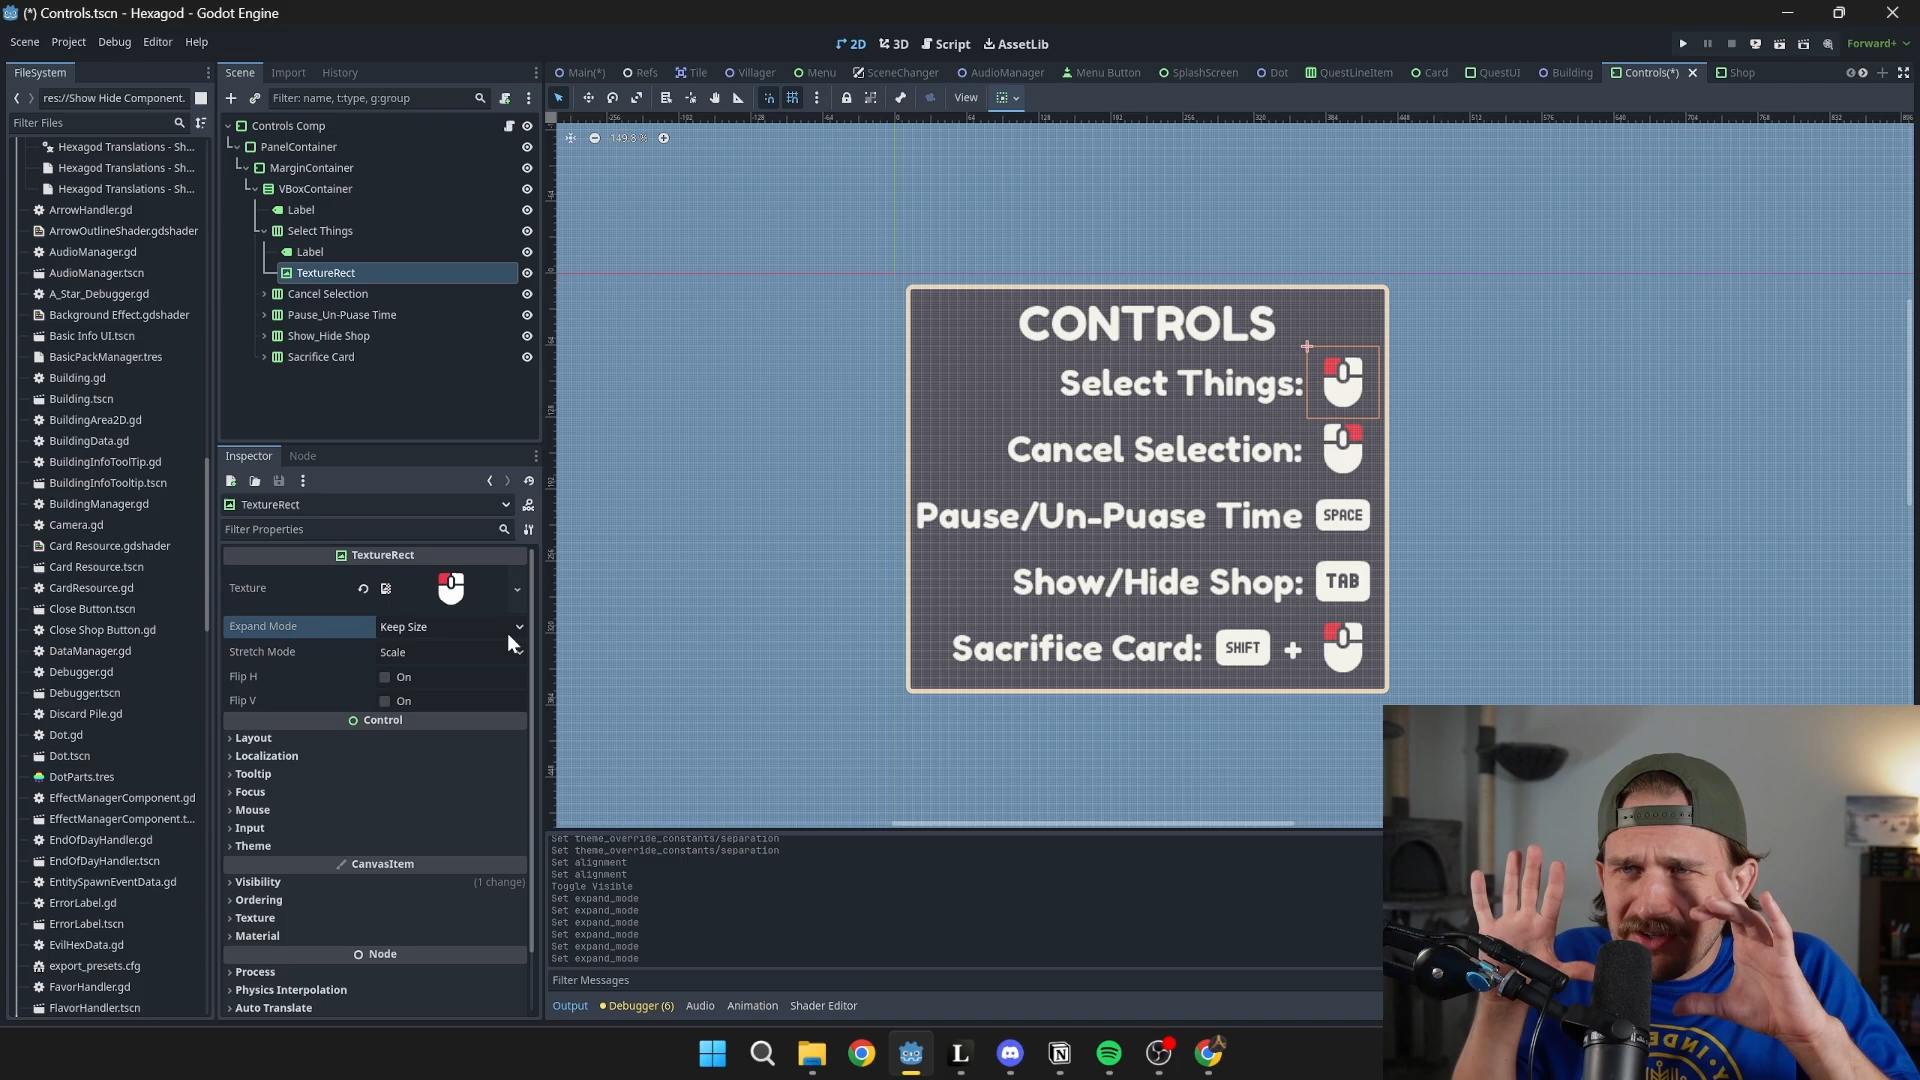 (*) Controls.tscn - Hexagod - Godot Engine
Scene Project Debug Editor Help
2D 3D Script AssetLib
Forward+
FileSystem
res://Show Hide Component.
Filter Files
Hexagod Translations - Sh...
Hexagod Translations - Sh...
Hexagod Translations - Sh...
ArrowHandler.gd
ArrowOutlineShader.gdshader
AudioManager.gd
AudioManager.tscn
A_Star_Debugger.gd
Background Effect.gdshader
Basic Info UI.tscn
BasicPackManager.tres
Building.gd
Building.tscn
BuildingArea2D.gd
BuildingData.gd
BuildingInfoToolTip.gd
BuildingInfoTooltip.tscn
BuildingManager.gd
Camera.gd
Card Resource.gdshader
Card Resource.tscn
CardResource.gd
Close Button.tscn
Close Shop Button.gd
DataManager.gd
Debugger.gd
Debugger.tscn
Discard Pile.gd
Dot.gd
Dot.tscn
DotParts.tres
EffectManagerComponent.gd
EffectManagerComponent.t...
EndOfDayHandler.gd
EndOfDayHandler.tscn
EntitySpawnEventData.gd
ErrorLabel.gd
ErrorLabel.tscn
EvilHexData.gd
export_presets.cfg
FavorHandler.gd
FlavorHandler.tscn
Scene Import History
Filter: name, t:type, g:group
Controls Comp
PanelContainer
MarginContainer
VBoxContainer
Label
Select Things
Label
TextureRect
Cancel Selection
Pause_Un-Puase Time
Show_Hide Shop
Sacrifice Card
Inspector Node
TextureRect
Filter Properties
TextureRect
Texture
Expand Mode Keep Size
Stretch Mode Scale
Flip H On
Flip V On
Control
Layout
Localization
Tooltip
Focus
Mouse
Input
Theme
CanvasItem
Visibility (1 change)
Ordering
Texture
Material
Node
Process
Physics Interpolation
Auto Translate
Main(*) Refs Tile Villager Menu SceneChanger AudioManager Menu Button SplashScreen Dot QuestLineItem Card QuestUI Building Controls(*) Shop
View
149.8 %
CONTROLS
Select Things:
Cancel Selection:
Pause/Un-Puase Time SPACE
Show/Hide Shop: TAB
Sacrifice Card: SHIFT +
Set theme_override_constants/separation
Set theme_override_constants/separation
Set alignment
Set alignment
Toggle Visible
Set expand_mode
Set expand_mode
Set expand_mode
Set expand_mode
Set expand_mode
Set expand_mode
Filter Messages
Output Debugger (6) Audio Animation Shader Editor